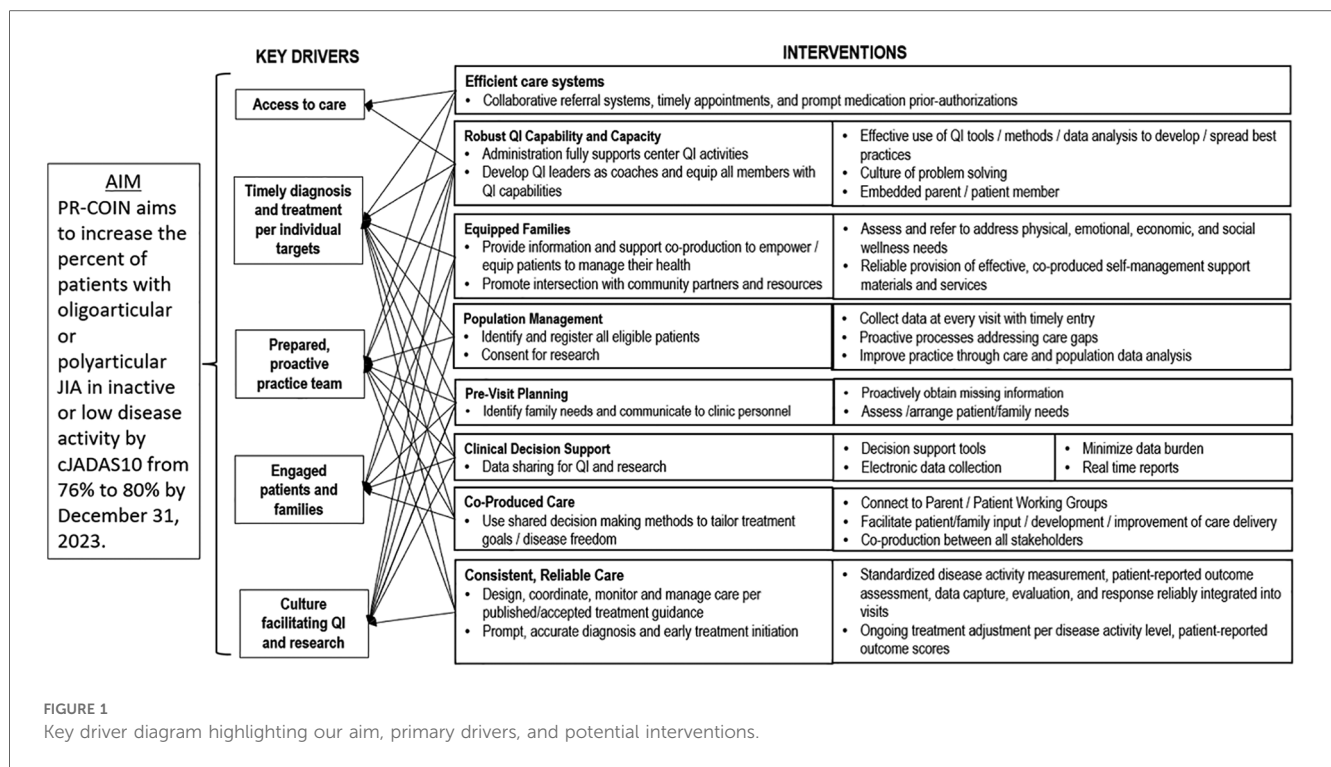 KEY DRIVERS
INTERVENTIONS
AIM
PR-COIN aims
to increase the
percent of
patients with
oligoarticular
or
polyarticular
JIA in inactive
or low disease
activity by
cJADAS10 from
76% to 80% by
December 31,
2023.
Access to care
Timely diagnosis
and treatment
per individual
targets
Prepared,
proactive
practice team
Engaged
patients and
families
Culture
facilitating QI
and research
Efficient care systems
• Collaborative referral systems, timely appointments, and prompt medication prior-authorizations
Robust QI Capability and Capacity
• Administration fully supports center QI activities
• Develop QI leaders as coaches and equip all members with
QI capabilities
• Effective use of QI tools / methods / data analysis to develop / spread best
practices
• Culture of problem solving
• Embedded parent / patient member
Equipped Families
• Provide information and support co-production to empower /
equip patients to manage their health
• Promote intersection with community partners and resources
• Assess and refer to address physical, emotional, economic, and social
wellness needs
• Reliable provision of effective, co-produced self-management support
materials and services
Population Management
• Identify and register all eligible patients
• Consent for research
• Collect data at every visit with timely entry
• Proactive processes addressing care gaps
• Improve practice through care and population data analysis
Pre-Visit Planning
• Identify family needs and communicate to clinic personnel
• Proactively obtain missing information
• Assess /arrange patient/family needs
Clinical Decision Support
• Data sharing for QI and research
• Decision support tools
• Electronic data collection
• Minimize data burden
• Real time reports
Co-Produced Care
• Use shared decision making methods to tailor treatment
goals / disease freedom
• Connect to Parent / Patient Working Groups
• Facilitate patient/family input / development / improvement of care delivery
• Co-production between all stakeholders
Consistent, Reliable Care
• Design, coordinate, monitor and manage care per
published/accepted treatment guidance
• Prompt, accurate diagnosis and early treatment initiation
• Standardized disease activity measurement, patient-reported outcome
assessment, data capture, evaluation, and response reliably integrated into
visits
• Ongoing treatment adjustment per disease activity level, patient-reported
outcome scores
FIGURE 1
Key driver diagram highlighting our aim, primary drivers, and potential interventions.